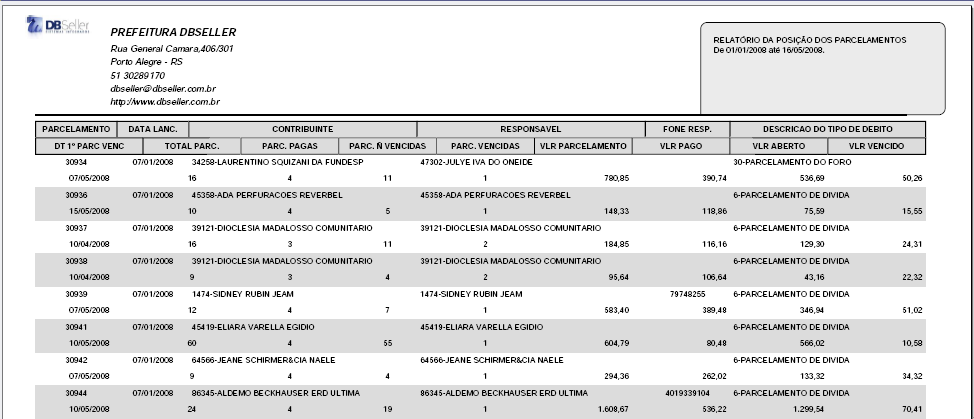 DBSeller
PREFEITURA DBSELLER
Rua General Camara,406/301
Porto Alegre - RS
51 30289170
dbseller@dbseller.com.br
http://www.dbseller.com.br
RELATÓRIO DA POSIÇÃO DOS PARCELAMENTOS
De 01/01/2008 até 16/05/2008.
PARCELAMENTO DATA LANC. CONTRIBUINTE RESPONSAVEL FONE RESP. DESCRICAO DO TIPO DE DEBITO
DT 1º PARC VENC TOTAL PARC. PARC. PAGAS PARC. Ñ VENCIDAS PARC. VENCIDAS VLR PARCELAMENTO VLR PAGO VLR ABERTO VLR VENCIDO
30934 07/01/2008 34258-LAURENTINO SQUIZANI DA FUNDESP 47302-JULYE IVA DO ONEIDE 30-PARCELAMENTO DO FORO
07/05/2008 16 4 11 1 780,85 390,74 536,69 50,26
30936 07/01/2008 45358-ADA PERFURACOES REVERBEL 45358-ADA PERFURACOES REVERBEL 6-PARCELAMENTO DE DIVIDA
15/05/2008 10 4 5 1 148,33 118,86 75,59 15,55
30937 07/01/2008 39121-DIOCLESIA MADALOSSO COMUNITARIO 39121-DIOCLESIA MADALOSSO COMUNITARIO 6-PARCELAMENTO DE DIVIDA
10/04/2008 16 3 11 2 184,85 116,16 129,30 24,31
30938 07/01/2008 39121-DIOCLESIA MADALOSSO COMUNITARIO 39121-DIOCLESIA MADALOSSO COMUNITARIO 6-PARCELAMENTO DE DIVIDA
10/04/2008 9 3 4 2 95,64 106,64 43,16 22,32
30939 07/01/2008 1474-SIDNEY RUBIN JEAM 1474-SIDNEY RUBIN JEAM 79748255 6-PARCELAMENTO DE DIVIDA
07/05/2008 12 4 7 1 583,40 389,48 346,94 51,02
30941 07/01/2008 45419-ELIARA VARELLA EGIDIO 45419-ELIARA VARELLA EGIDIO 6-PARCELAMENTO DE DIVIDA
10/05/2008 60 4 55 1 604,79 80,48 566,02 10,58
30942 07/01/2008 64566-JEANE SCHIRMER&CIA NAELE 64566-JEANE SCHIRMER&CIA NAELE 6-PARCELAMENTO DE DIVIDA
07/05/2008 9 4 4 1 294,36 262,02 133,32 34,32
30944 07/01/2008 86345-ALDEMO BECKHAUSER ERD ULTIMA 86345-ALDEMO BECKHAUSER ERD ULTIMA 4019339104 6-PARCELAMENTO DE DIVIDA
10/05/2008 24 4 19 1 1.608,67 536,22 1.299,54 70,41